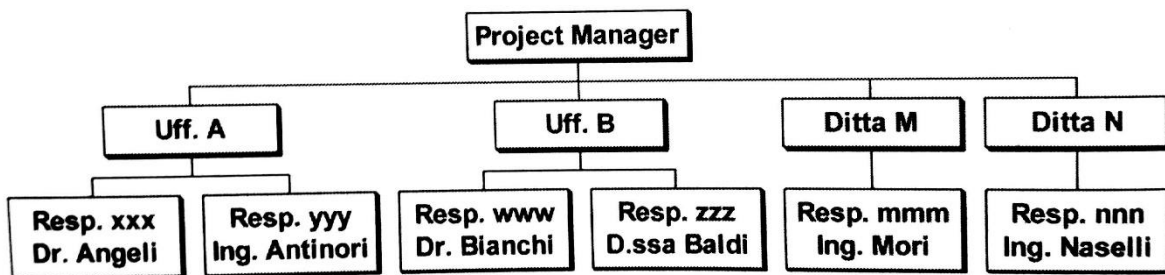 Project Manager
Uff. A
Uff. B
Ditta M
Ditta N
Resp. xxx
Dr. Angeli
Resp. yyy
Ing. Antinori
Resp. www
Dr. Bianchi
Resp. zzz
D.ssa Baldi
Resp. mmm
Ing. Mori
Resp. nnn
Ing. Naselli